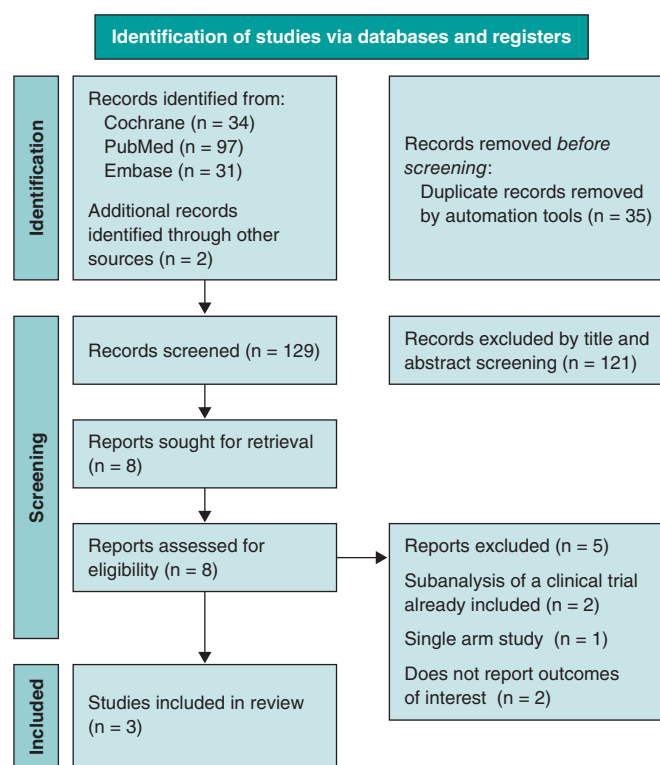 Identification of studies via databases and registers
Identification
Records identified from:
Cochrane (n = 34)
PubMed (n = 97)
Embase (n = 31)
Additional records
identified through other
sources (n = 2)
Records removed before
screening:
Duplicate records removed
by automation tools (n = 35)
Screening
Records screened (n = 129)
Records excluded by title and
abstract screening (n = 121)
Reports sought for retrieval
(n = 8)
Reports assessed for
eligibility (n = 8)
Reports excluded (n = 5)
Subanalysis of a clinical trial
already included (n = 2)
Single arm study (n = 1)
Does not report outcomes
of interest (n = 2)
Included
Studies included in review
(n = 3)